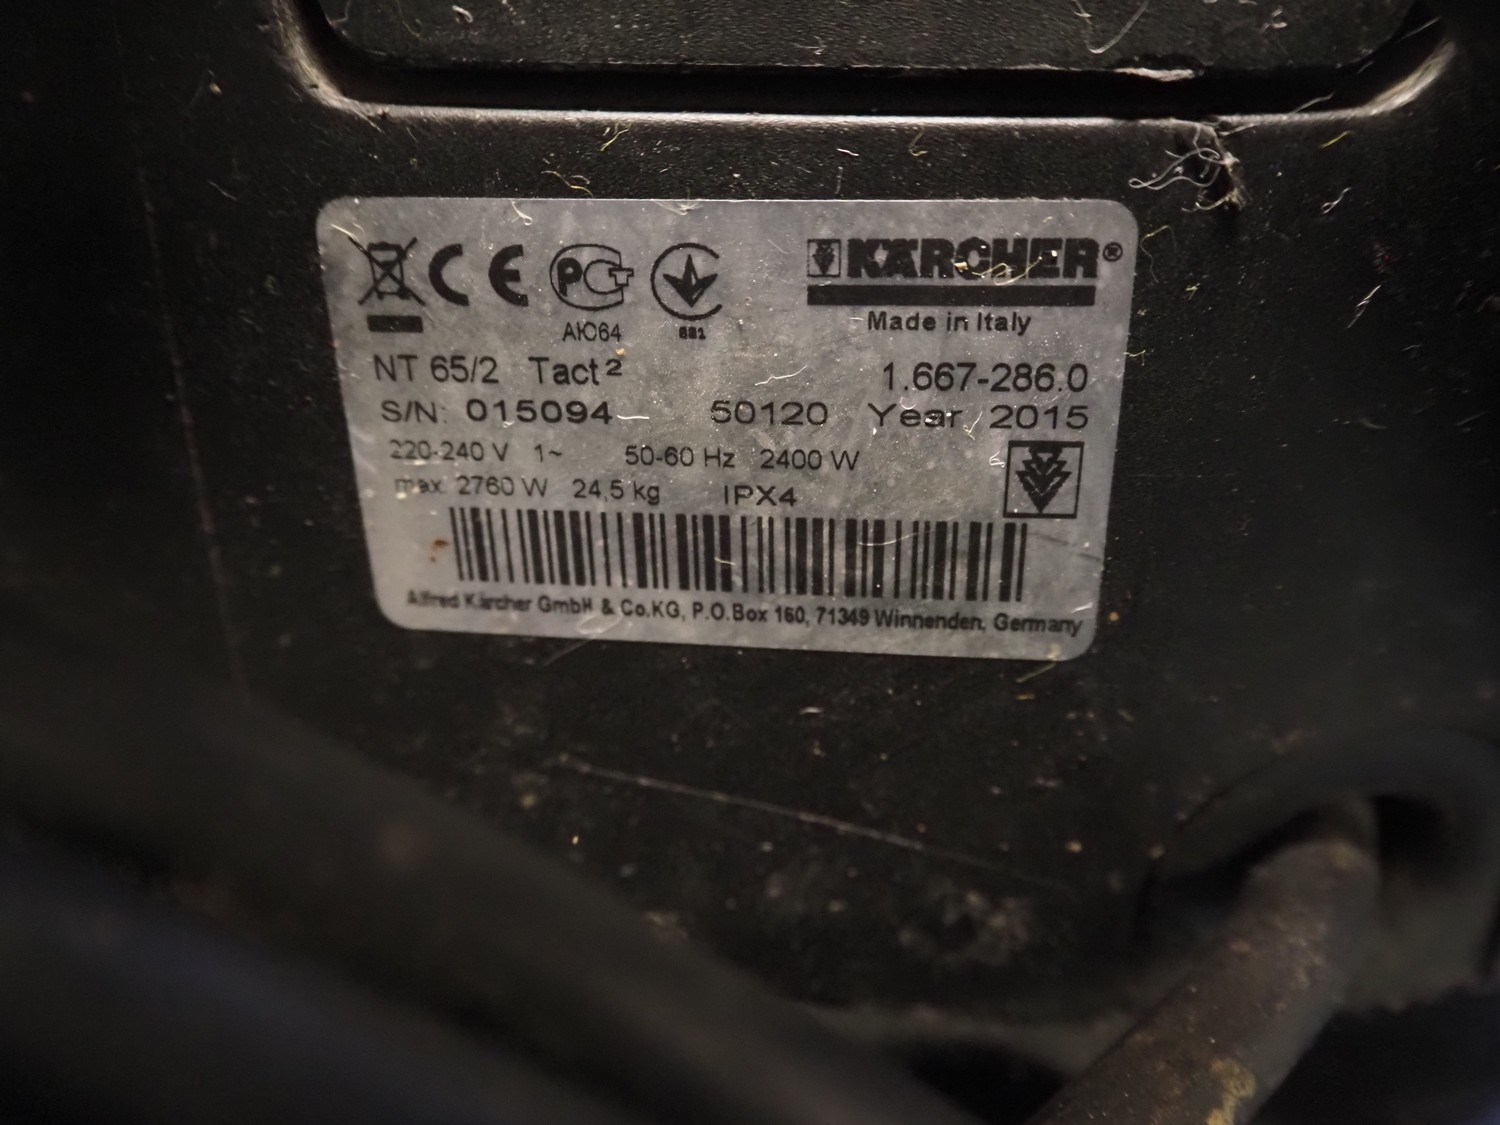 CE PCT
KÄRCHER®
Made in Italy
АЮ64 681
NT 65/2 Tact² 1.667-286.0
S/N: 015094 50120 Year 2015
220-240 V 1~ 50-60 Hz 2400 W
max 2760 W 24,5 kg IPX4
Alfred Kärcher GmbH & Co.KG, P.O.Box 160, 71349 Winnenden, Germany